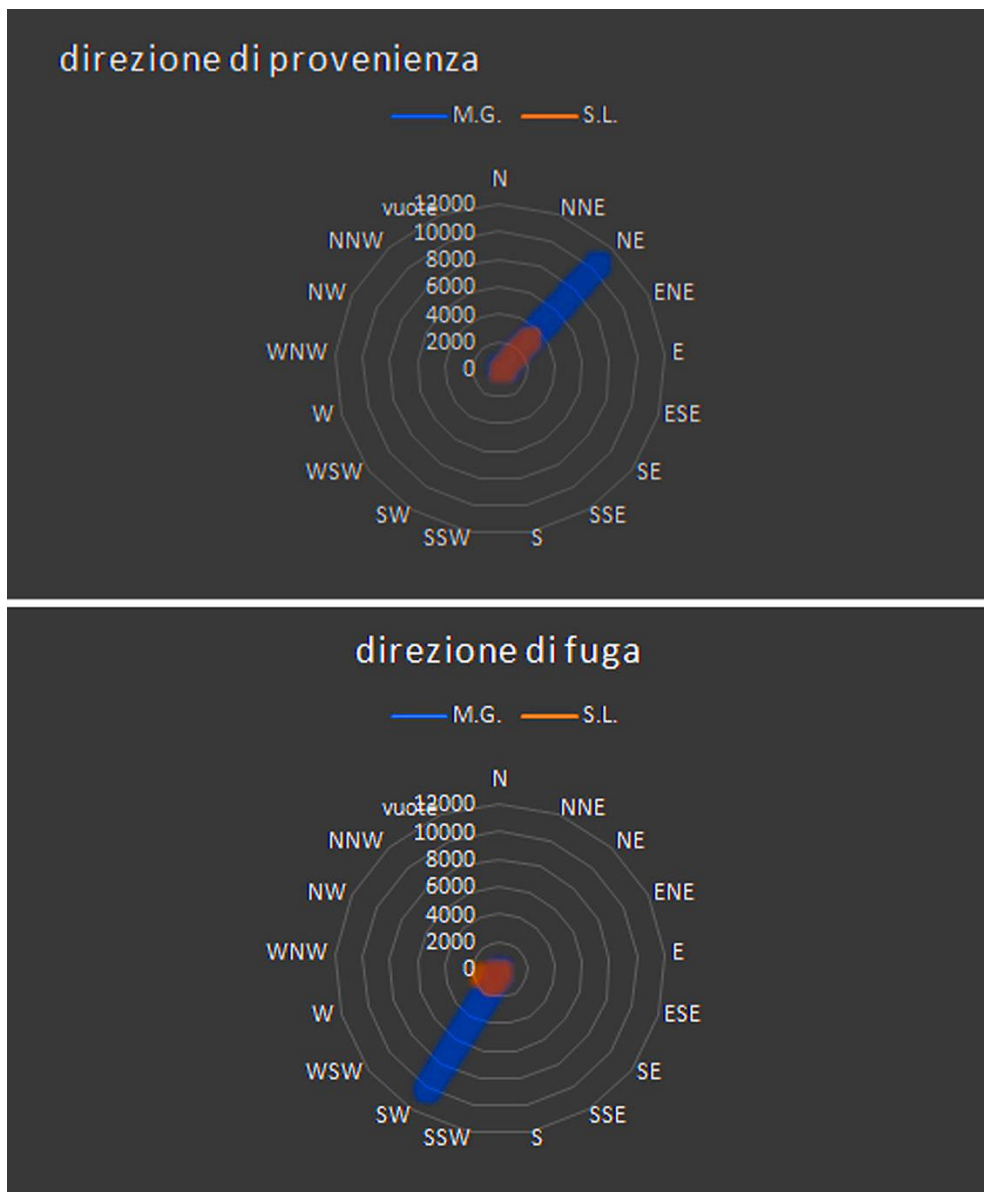 direzione di provenienza
M.G. S.L.
N
vuote 12000 NNE
10000
NNW NE
8000
NW 6000 ENE
4000
WNW 2000 E
0
W ESE
WSW SE
SW SSE
SSW S
direzione di fuga
M.G. S.L.
N
vuote 12000 NNE
10000
NNW NE
8000
NW 6000 ENE
4000
WNW 2000 E
0
W ESE
WSW SE
SW SSE
SSW S